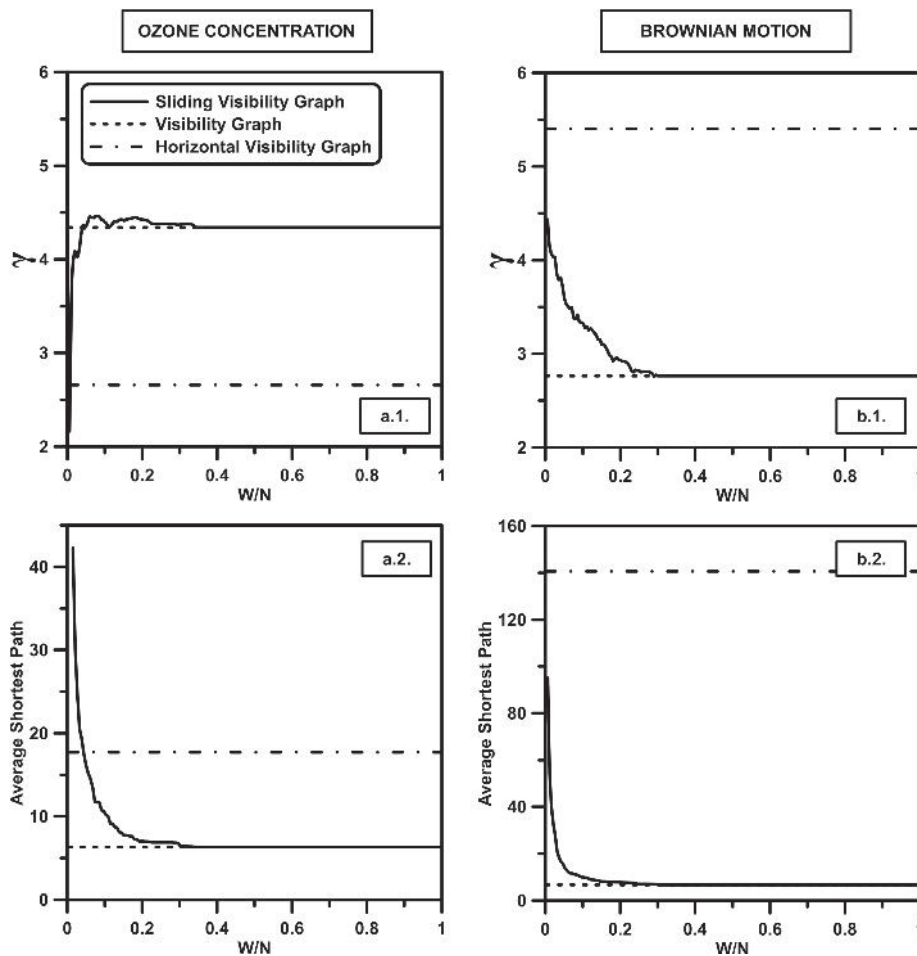 OZONE CONCENTRATION
BROWNIAN MOTION
6
5
4
3
2
γ
Sliding Visibility Graph
Visibility Graph
Horizontal Visibility Graph
a.1.
0 0.2 0.4 0.6 0.8 1
W/N
6
5
4
3
2
γ
b.1.
0 0.2 0.4 0.6 0.8 1
W/N
40
30
20
10
0
Average Shortest Path
a.2.
0 0.2 0.4 0.6 0.8 1
W/N
160
120
80
40
0
Average Shortest Path
b.2.
0 0.2 0.4 0.6 0.8 1
W/N